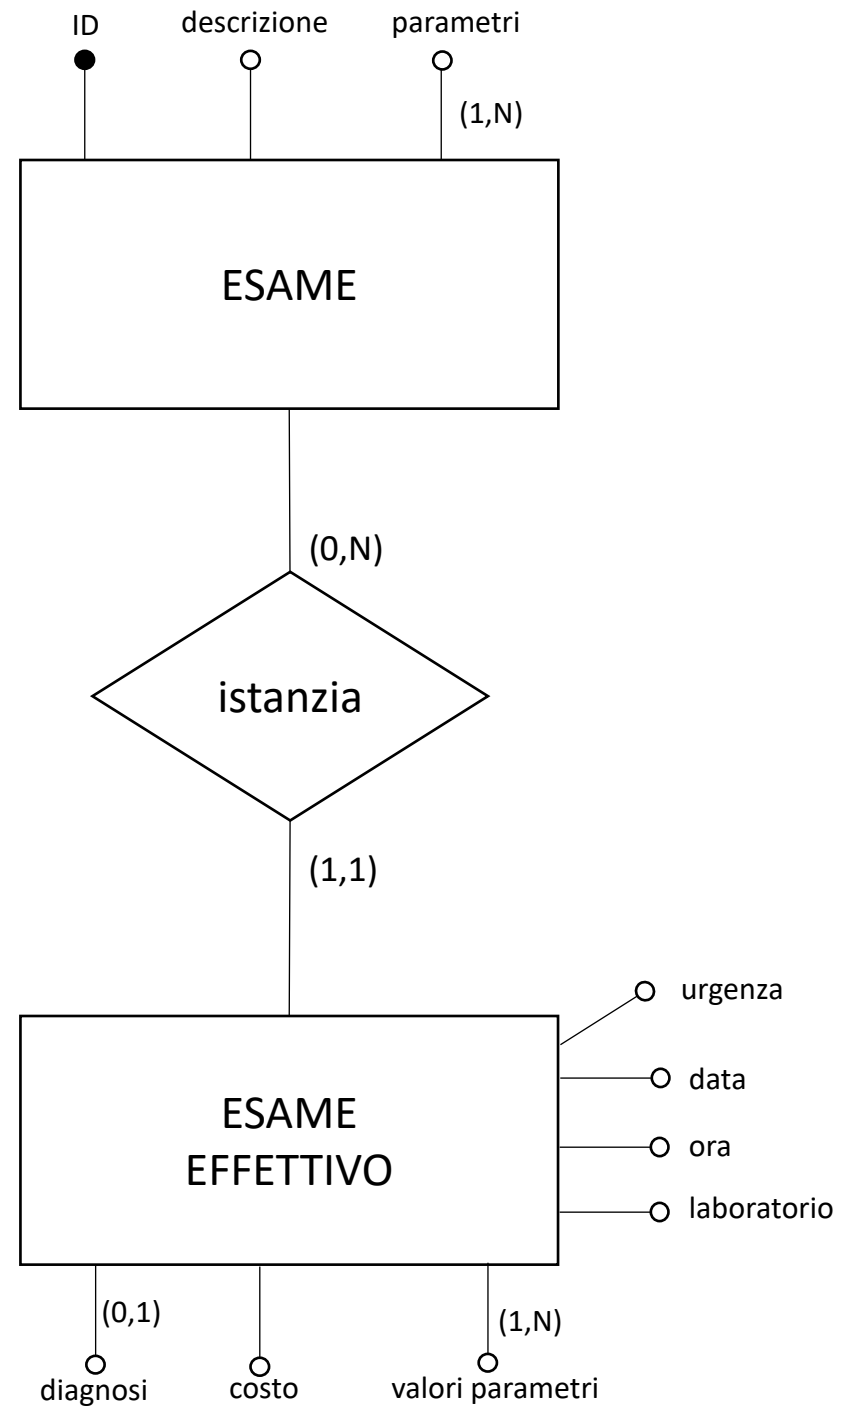 ID
descrizione
parametri
(1,N)
ESAME
(0,N)
istanzia
(1,1)
urgenza
ESAME
EFFETTIVO
data
ora
laboratorio
(0,1)
(1,N)
diagnosi
costo
valori parametri